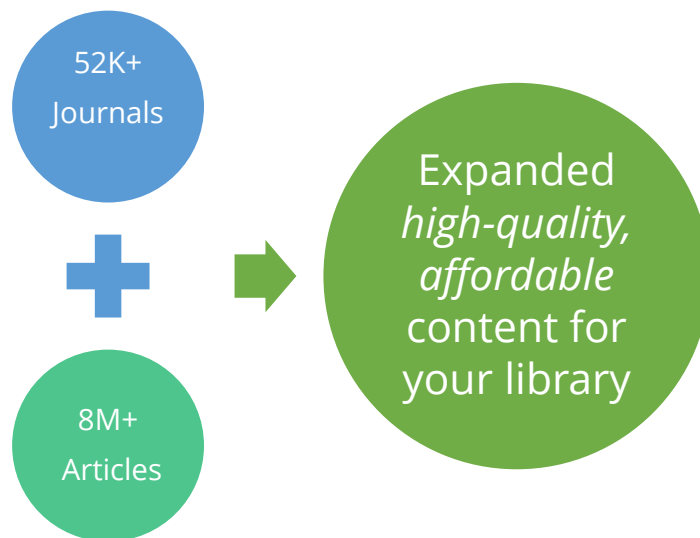 52K+
Journals
8M+
Articles
Expanded
high-quality,
affordable
content for
your library